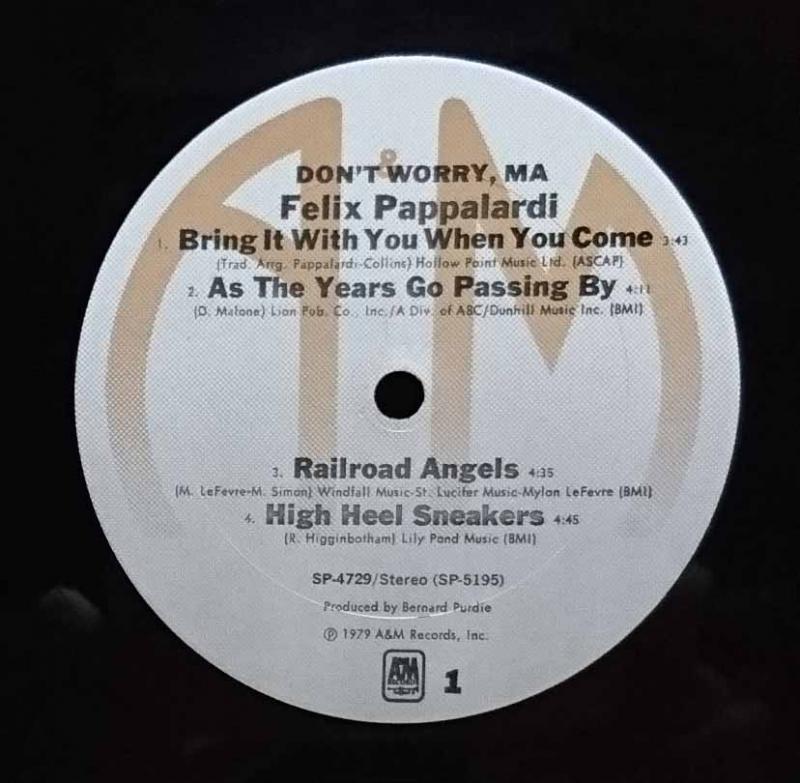 DON'T WORRY, MA
Felix Pappalardi
1. Bring It With You When You Come 3:43
(Trad. Arrg. Pappalardi-Collins) Hollow Point Music Ltd. (ASCAP)
2. As The Years Go Passing By 4:11
(D. Malone) Lion Pub. Co., Inc./A Div. of ABC/Dunhill Music Inc. (BMI)
3. Railroad Angels 4:35
(M. LeFevre-M. Simon) Windfall Music-St. Lucifer Music-Mylon LeFevre (BMI)
4. High Heel Sneakers 4:45
(R. Higginbotham) Lily Pond Music (BMI)
SP-4729/Stereo (SP-5195)
Produced by Bernard Purdie
℗ 1979 A&M Records, Inc.
A&M RECORDS 1